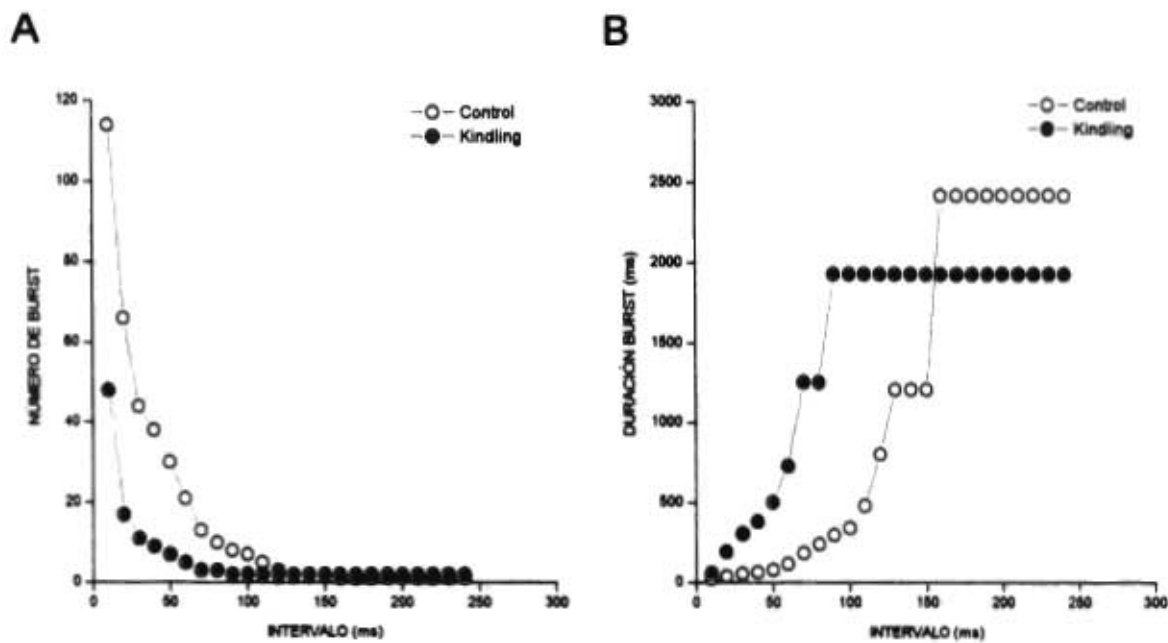 A
120
100
80
60
40
20
0
NÚMERO DE BURST
0 50 100 150 200 250 300
INTERVALO (ms)
Control
Kindling
B
3000
2500
2000
1500
1000
500
0
DURACIÓN BURST (ms)
0 50 100 150 200 250 300
INTERVALO (ms)
Control
Kindling